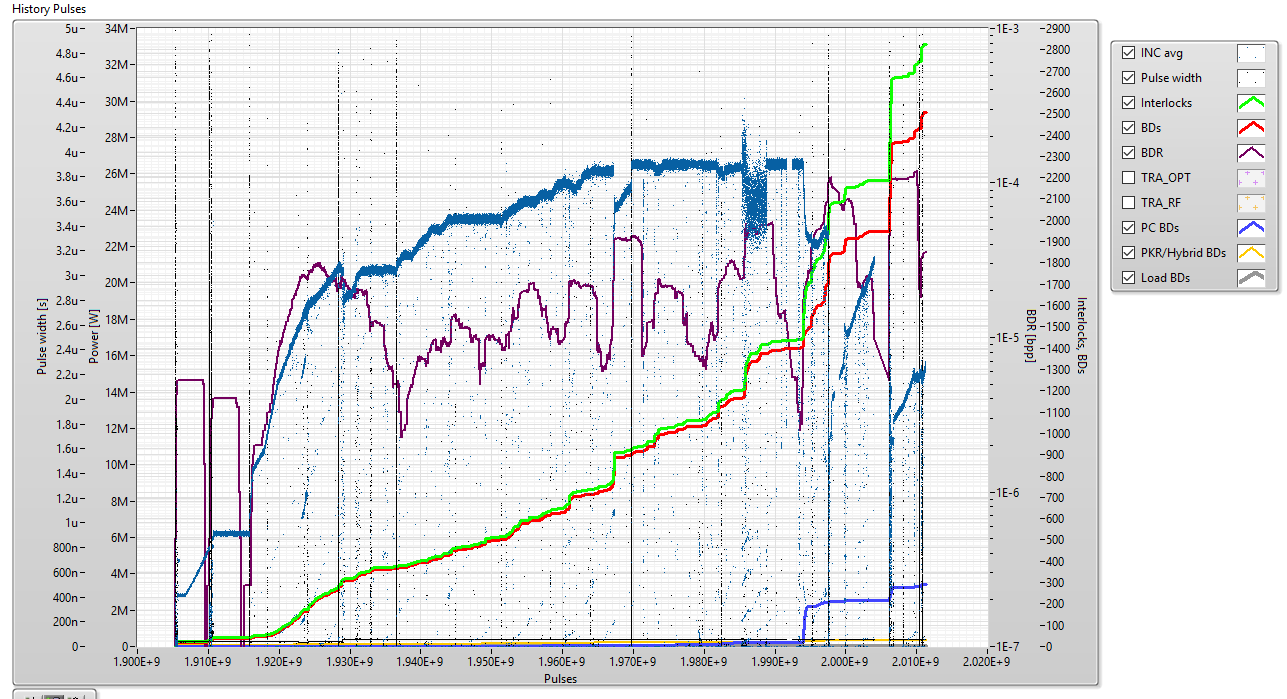 History Pulses
5u
4.8u
4.6u
4.4u
4.2u
4u
3.8u
3.6u
3.4u
3.2u
3u
2.8u
2.6u
2.4u
2.2u
2u
1.8u
1.6u
1.4u
1.2u
1u
800n
600n
400n
200n
0
Pulse width [s]
34M
32M
30M
28M
26M
24M
22M
20M
18M
16M
14M
12M
10M
8M
6M
4M
2M
0
Power [W]
1.900E+9
1.910E+9
1.920E+9
1.930E+9
1.940E+9
1.950E+9
1.960E+9
1.970E+9
1.980E+9
1.990E+9
2.000E+9
2.010E+9
2.020E+9
Pulses
1E-3
1E-4
1E-5
1E-6
1E-7
BDR [bpp]
2900
2800
2700
2600
2500
2400
2300
2200
2100
2000
1900
1800
1700
1600
1500
1400
1300
1200
1100
1000
900
800
700
600
500
400
300
200
100
0
Interlocks, BDs
INC avg
Pulse width
Interlocks
BDs
BDR
TRA_OPT
TRA_RF
PC BDs
PKR/Hybrid BDs
Load BDs